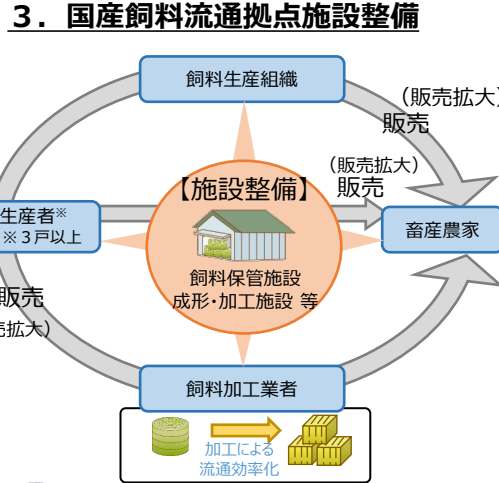 ３．国産飼料流通拠点施設整備
飼料生産組織
（販売拡大）
販売
（販売拡大）
販売
【施設整備】
生産者※
※３戸以上
畜産農家
飼料保管施設
成形・加工施設 等
販売
売拡大）
飼料加工業者
加工による
流通効率化